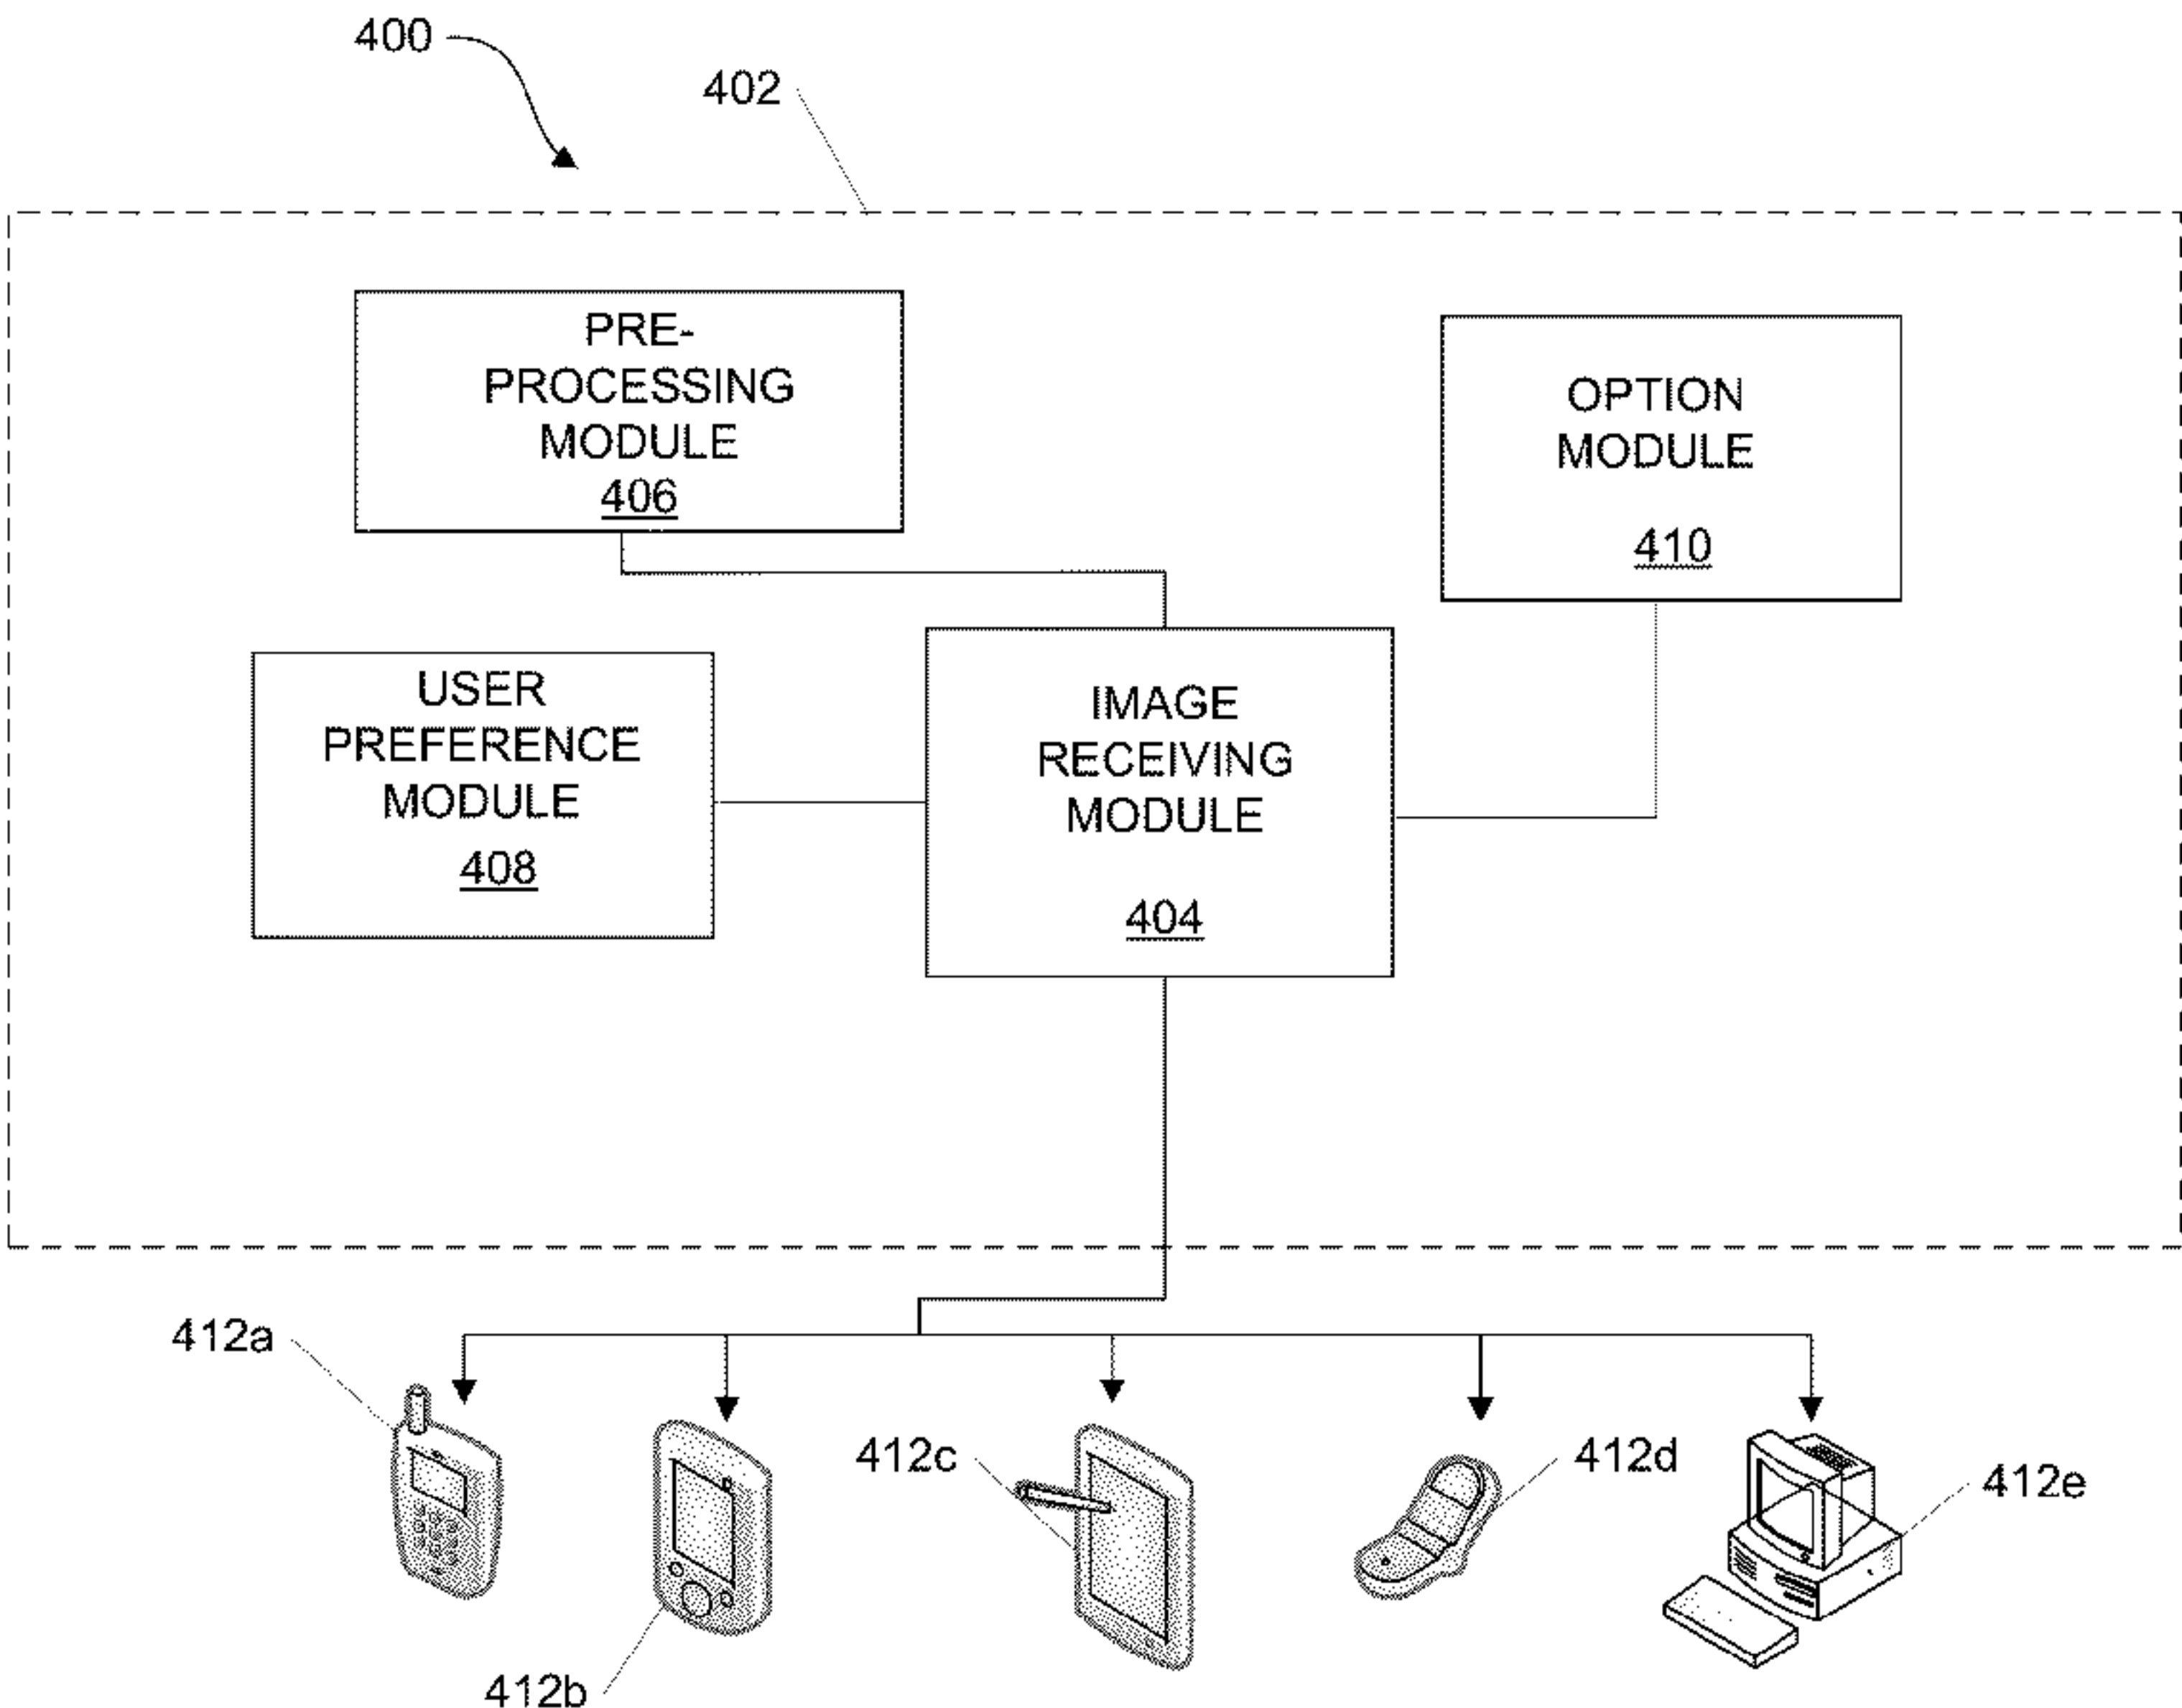 400
402
PRE-
PROCESSING
MODULE
406
OPTION
MODULE
410
USER
PREFERENCE
MODULE
408
IMAGE
RECEIVING
MODULE
404
412a
412b
412c
412d
412e